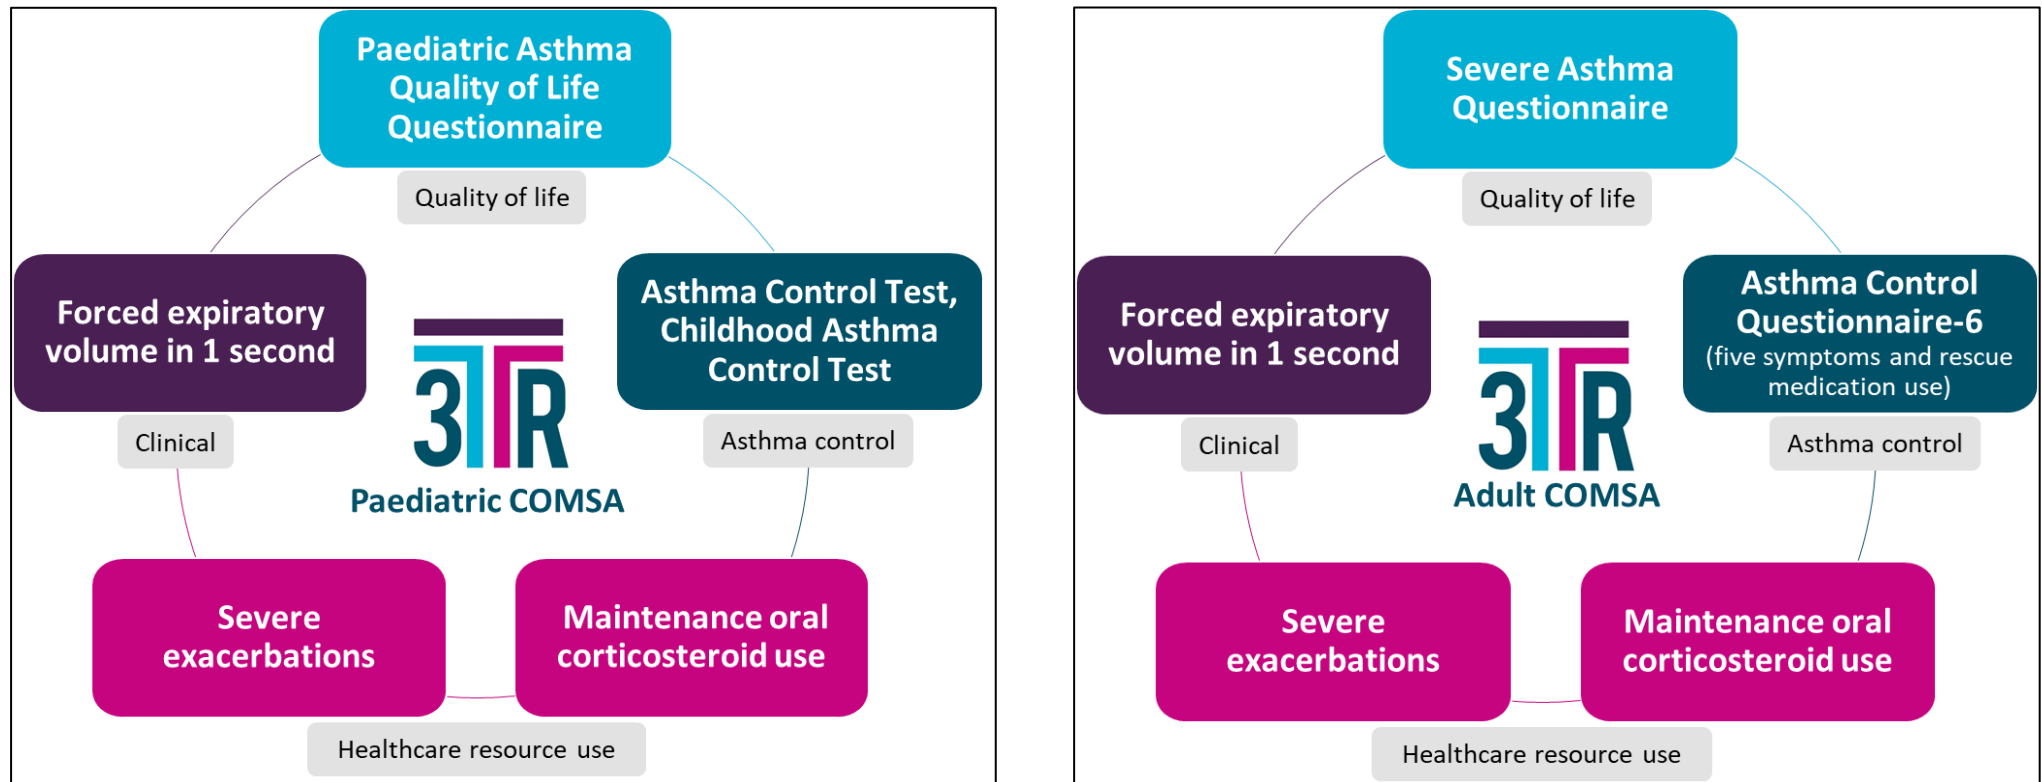 Paediatric Asthma
Quality of Life
Questionnaire
Quality of life
Forced expiratory
volume in 1 second
Clinical
Asthma Control Test,
Childhood Asthma
Control Test
Asthma control
3TR
Paediatric COMSA
Severe
exacerbations
Maintenance oral
corticosteroid use
Healthcare resource use
Severe Asthma
Questionnaire
Quality of life
Forced expiratory
volume in 1 second
Clinical
Asthma Control
Questionnaire-6
(five symptoms and rescue
medication use)
Asthma control
3TR
Adult COMSA
Severe
exacerbations
Maintenance oral
corticosteroid use
Healthcare resource use